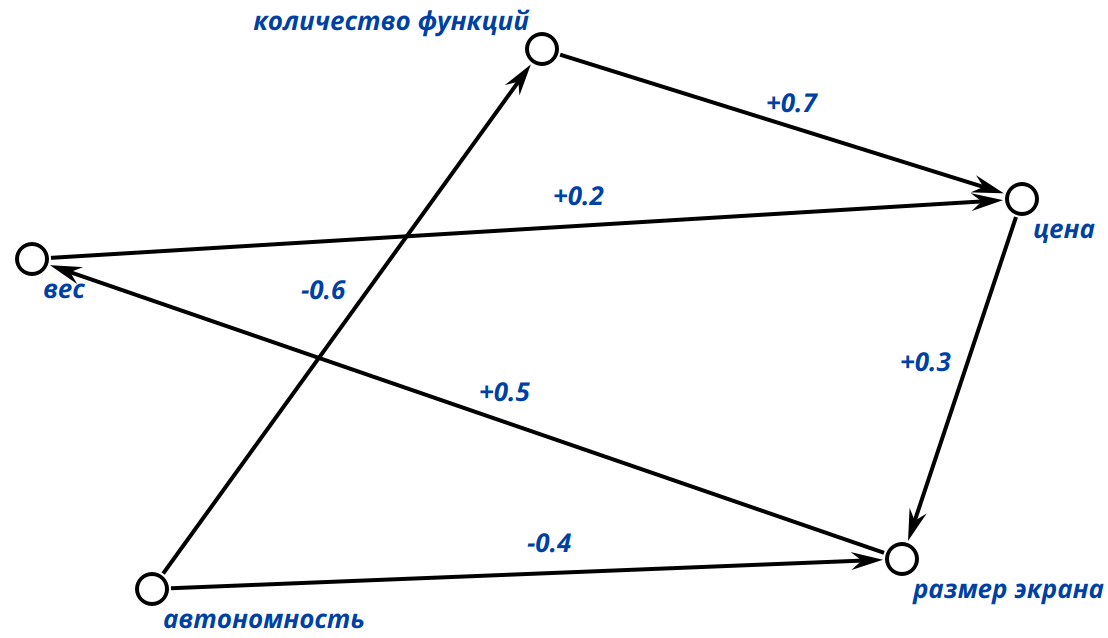 количество функций
+0.7
+0.2
цена
вес
-0.6
+0.3
+0.5
-0.4
размер экрана
автономность